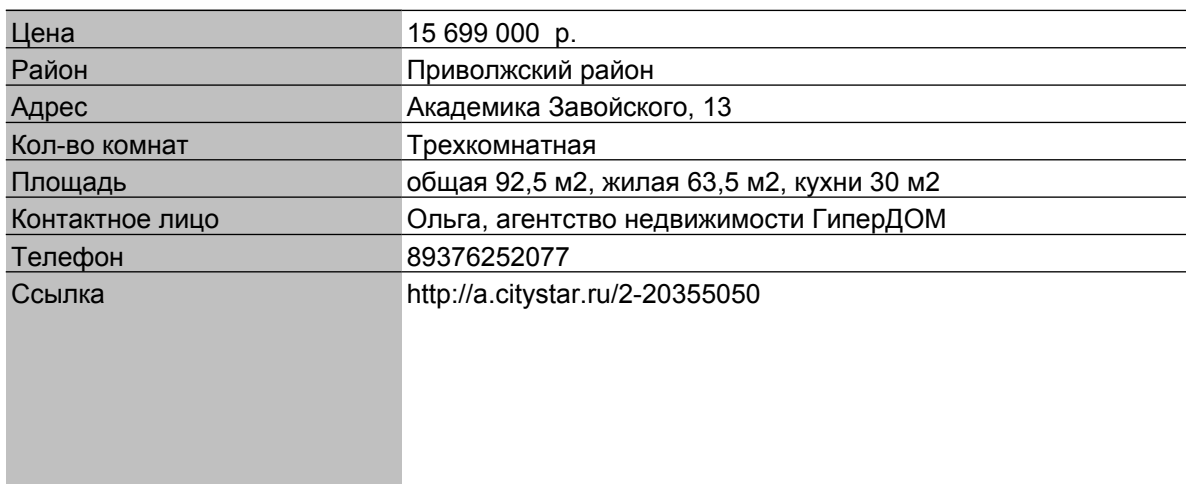 Цена 15 699 000 р.
Район Приволжский район
Адрес Академика Завойского, 13
Кол-во комнат Трехкомнатная
Площадь общая 92,5 м2, жилая 63,5 м2, кухни 30 м2
Контактное лицо Ольга, агентство недвижимости ГиперДОМ
Телефон 89376252077
Ссылка http://a.citystar.ru/2-20355050